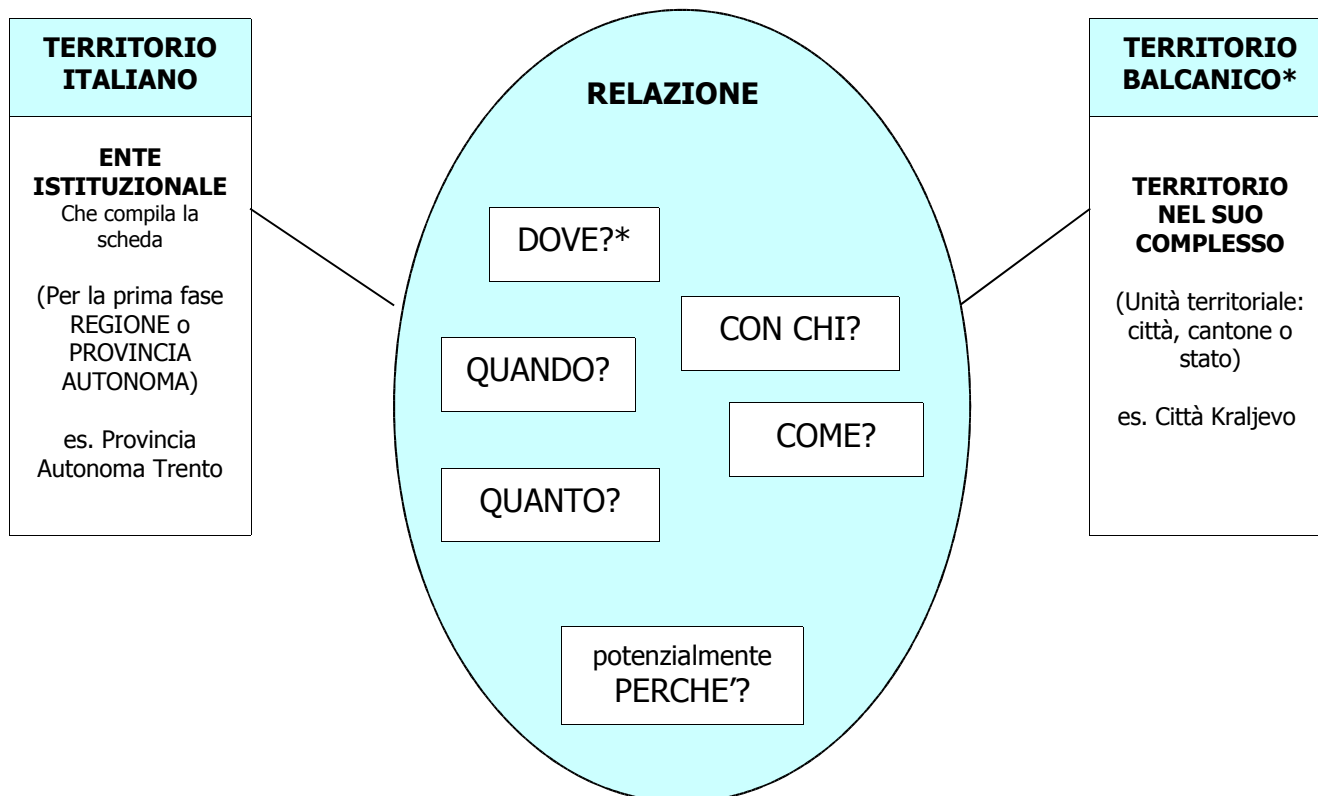 TERRITORIO
ITALIANO
ENTE
ISTITUZIONALE
Che compila la
scheda
(Per la prima fase
REGIONE o
PROVINCIA
AUTONOMA)
es. Provincia
Autonoma Trento
RELAZIONE
DOVE?*
CON CHI?
QUANDO?
COME?
QUANTO?
potenzialmente
PERCHE’?
TERRITORIO
BALCANICO*
TERRITORIO
NEL SUO
COMPLESSO
(Unità territoriale:
città, cantone o
stato)
es. Città Kraljevo